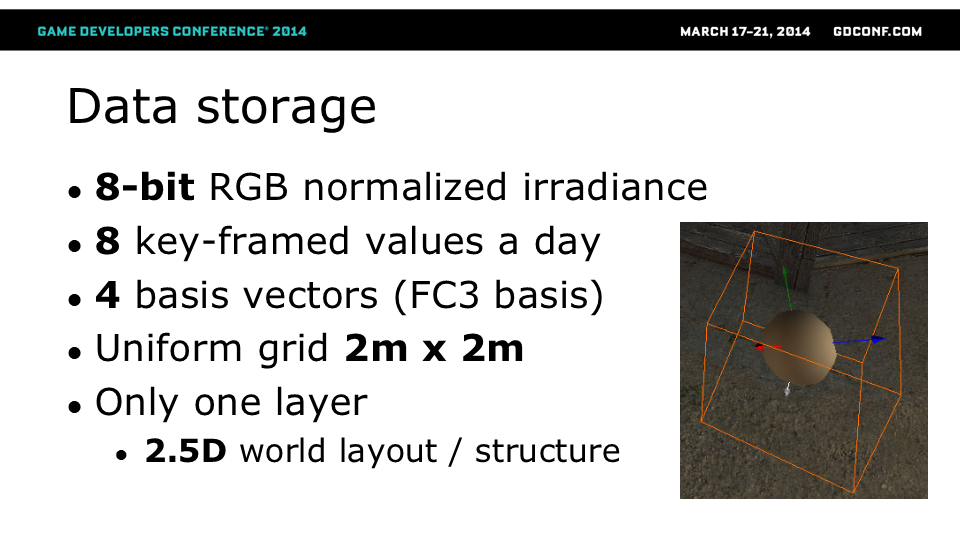 GAME DEVELOPERS CONFERENCE® 2014 MARCH 17–21, 2014 GDCONF.COM
Data storage
● 8-bit RGB normalized irradiance
● 8 key-framed values a day
● 4 basis vectors (FC3 basis)
● Uniform grid 2m x 2m
● Only one layer
● 2.5D world layout / structure